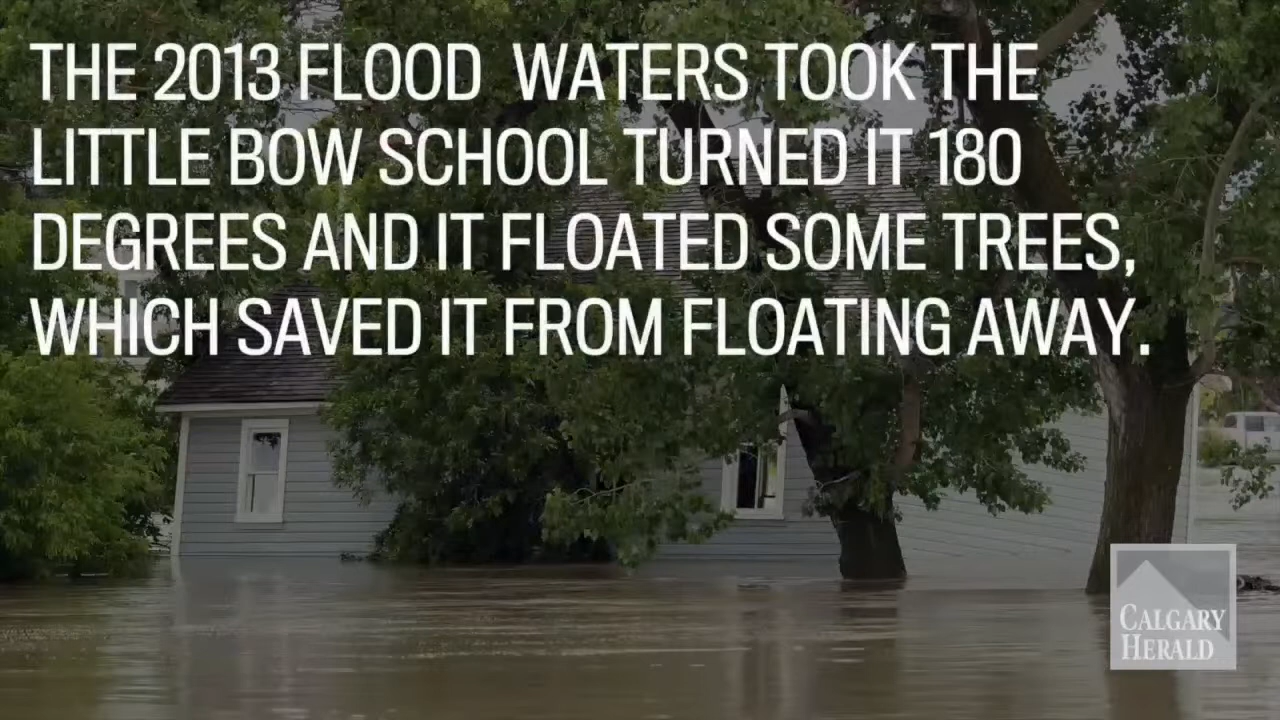 THE 2013 FLOOD WATERS TOOK THE
LITTLE BOW SCHOOL TURNED IT 180
DEGREES AND IT FLOATED SOME TREES,
WHICH SAVED IT FROM FLOATING AWAY.
CALGARY
HERALD